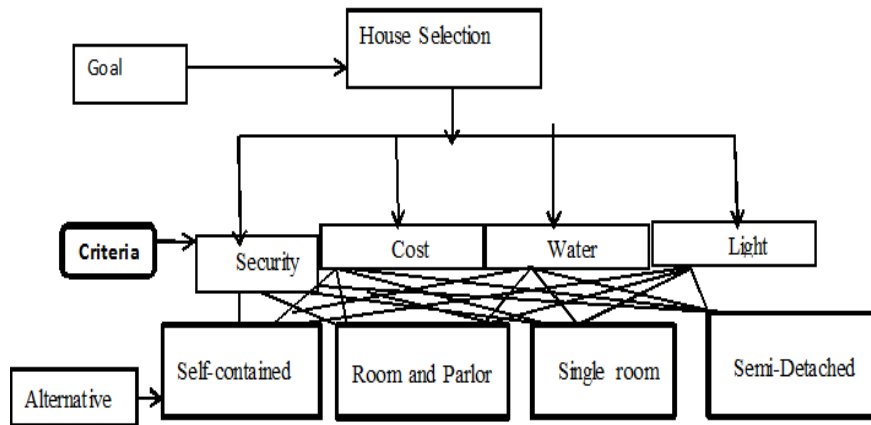 House Selection
Goal
Criteria
Security
Cost
Water
Light
Self-contained
Room and Parlor
Single room
Semi-Detached
Alternative